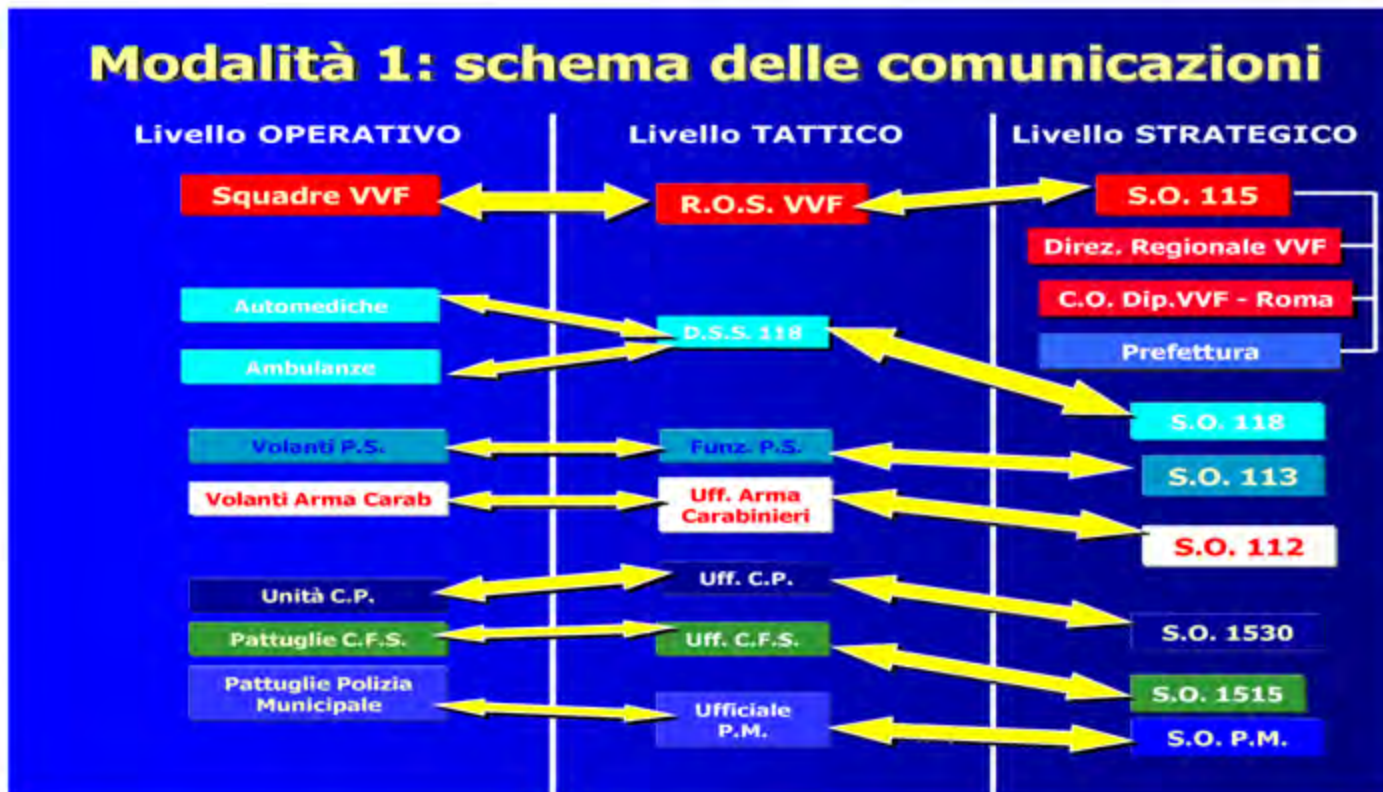 Modalità 1: schema delle comunicazioni
Livello OPERATIVO
Livello TATTICO
Livello STRATEGICO
Squadre VVF
R.O.S. VVF
S.O. 115
Direz. Regionale VVF
C.O. Dip.VVF - Roma
Prefettura
Automediche
Ambulanze
D.S.S. 118
S.O. 118
Volanti P.S.
Funz. P.S.
S.O. 113
Volanti Arma Carab
Uff. Arma
Carabinieri
S.O. 112
Unità C.P.
Uff. C.P.
S.O. 1530
Pattuglie C.F.S.
Uff. C.F.S.
S.O. 1515
Pattuglie Polizia
Municipale
Ufficiale
P.M.
S.O. P.M.